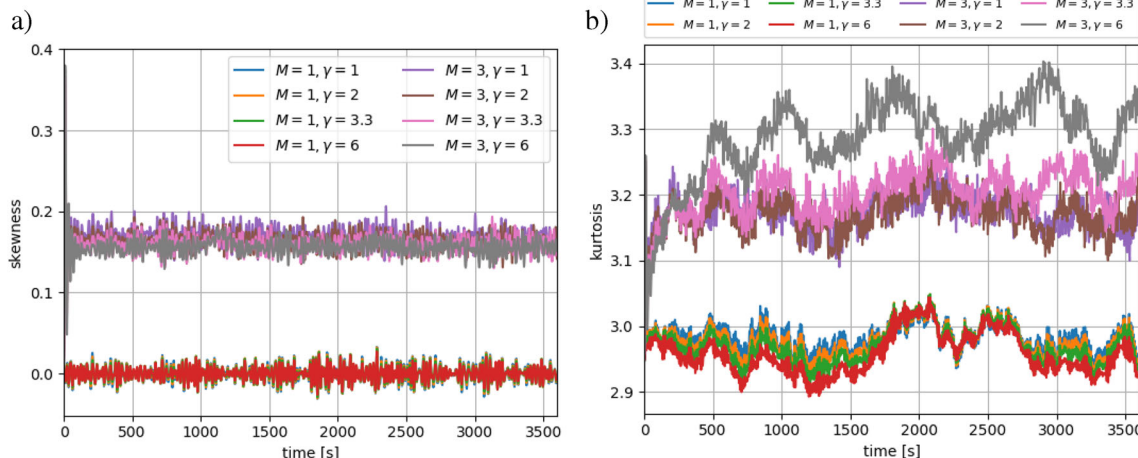 a)
0.4
0.3
0.2
0.1
0.0
skewness
M = 1, γ = 1
M = 1, γ = 2
M = 1, γ = 3.3
M = 1, γ = 6
M = 3, γ = 1
M = 3, γ = 2
M = 3, γ = 3.3
M = 3, γ = 6
0 500 1000 1500 2000 2500 3000 3500
time [s]
b)
M = 1, γ = 1 M = 1, γ = 3.3 M = 3, γ = 1 M = 3, γ = 3.3
M = 1, γ = 2 M = 1, γ = 6 M = 3, γ = 2 M = 3, γ = 6
3.4
3.3
3.2
3.1
3.0
2.9
kurtosis
0 500 1000 1500 2000 2500 3000 3500
time [s]